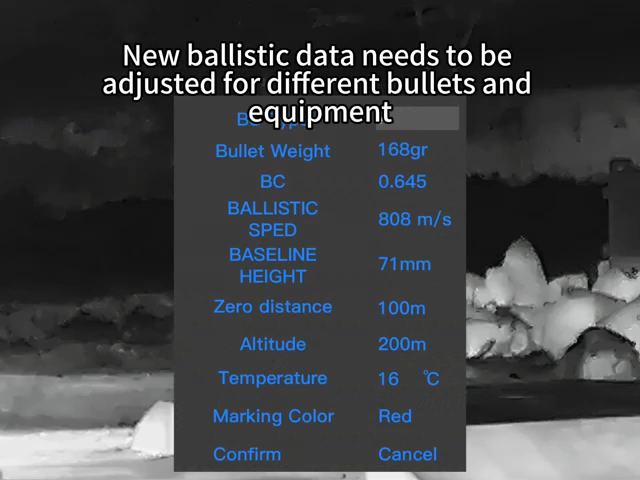 New ballistic data needs to be
adjusted for different bullets and
equipment
Bullet Weight 168gr
BC 0.645
BALLISTIC
SPED 808 m/s
BASELINE
HEIGHT 71mm
Zero distance 100m
Altitude 200m
Temperature 16 ℃
Marking Color Red
Confirm Cancel